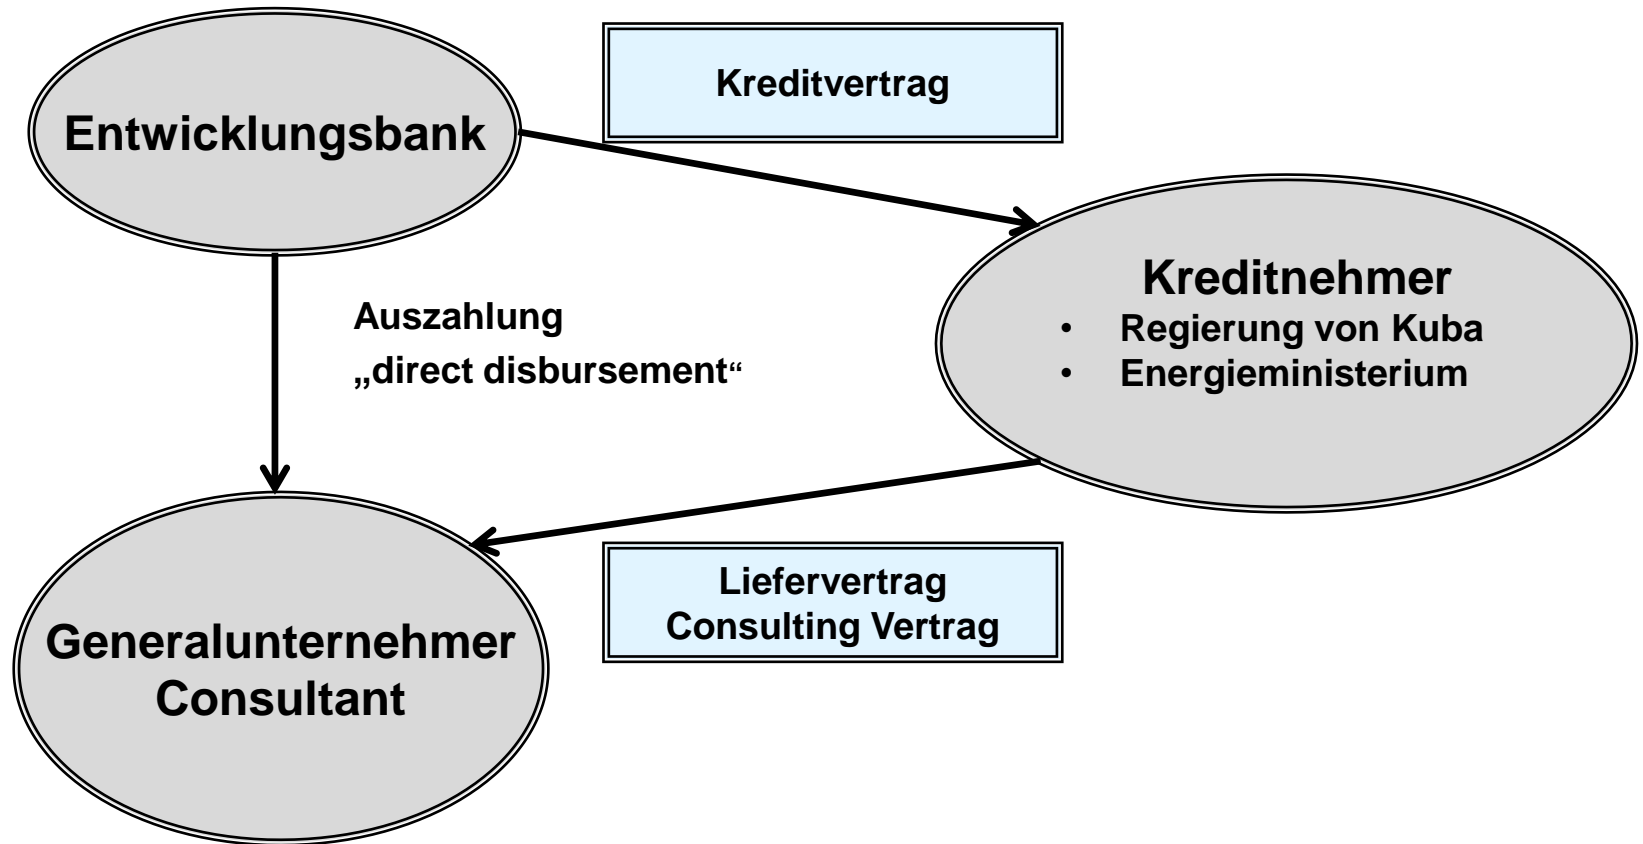 Kreditvertrag
Entwicklungsbank
Kreditnehmer
• Regierung von Kuba
• Energieministerium
Auszahlung
„direct disbursement“
Liefervertrag
Consulting Vertrag
Generalunternehmer
Consultant